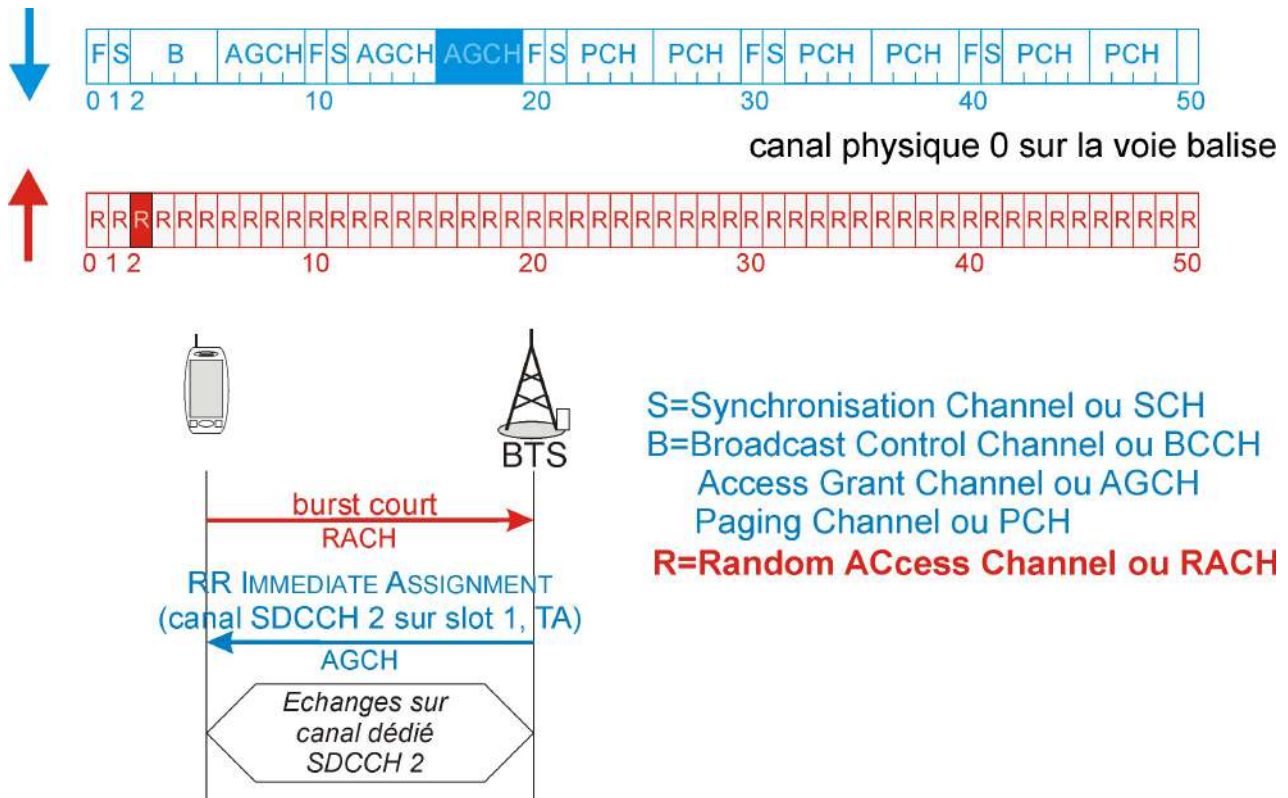 F S B AGCH F S AGCH AGCH F S PCH PCH F S PCH PCH F S PCH PCH
0 1 2 10 20 30 40 50
canal physique 0 sur la voie balise
R R R R R R R R R R R R R R R R R R R R R R R R R R R R R R R R R R R R R R R R R R R R R R R R R R R
0 1 2 10 20 30 40 50
BTS
S=Synchronisation Channel ou SCH
B=Broadcast Control Channel ou BCCH
Access Grant Channel ou AGCH
Paging Channel ou PCH
R=Random ACcess Channel ou RACH
burst court
RACH
RR IMMEDIATE ASSIGNMENT
(canal SDCCH 2 sur slot 1, TA)
AGCH
Echanges sur
canal dédié
SDCCH 2